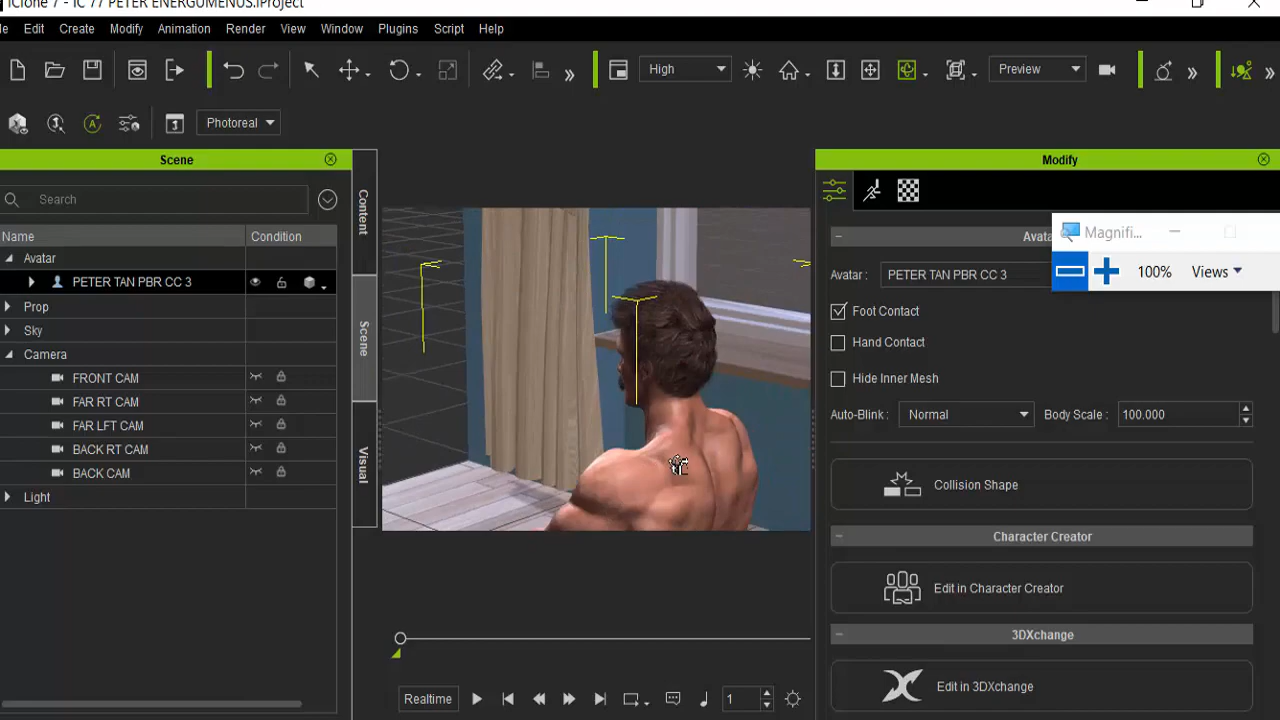 iClone 7 - IC 77 PETER ENERGUMENUS.iProject
le Edit Create Modify Animation Render View Window Plugins Script Help
High Preview
Photoreal
Scene
Search
Name Condition
Avatar
PETER TAN PBR CC 3
Prop
Sky
Camera
FRONT CAM
FAR RT CAM
FAR LFT CAM
BACK RT CAM
BACK CAM
Light
Content
Scene
Visual
Realtime
1
Modify
Avata
Magnifi...
100% Views
Avatar : PETER TAN PBR CC 3
Foot Contact
Hand Contact
Hide Inner Mesh
Auto-Blink : Normal Body Scale : 100.000
Collision Shape
Character Creator
Edit in Character Creator
3DXchange
Edit in 3DXchange